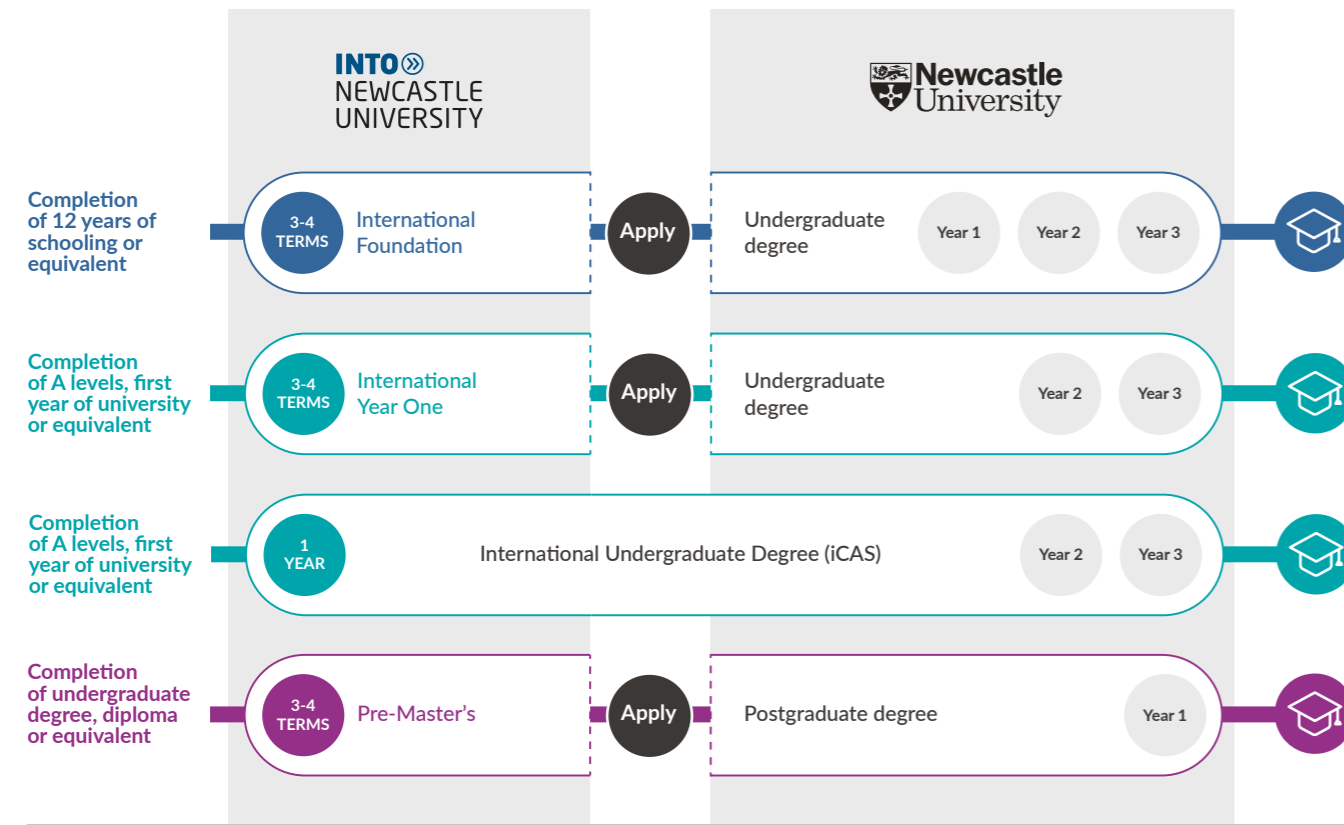 INTO
NEWCASTLE
UNIVERSITY
Newcastle
University
Completion
of 12 years of
schooling or
equivalent
3-4
TERMS
International
Foundation
Apply
Undergraduate
degree
Year 1
Year 2
Year 3
Completion
of A levels, first
year of university
or equivalent
3-4
TERMS
International
Year One
Apply
Undergraduate
degree
Year 2
Year 3
Completion
of A levels, first
year of university
or equivalent
1
YEAR
International Undergraduate Degree (iCAS)
Year 2
Year 3
Completion
of undergraduate
degree, diploma
or equivalent
3-4
TERMS
Pre-Master's
Apply
Postgraduate degree
Year 1